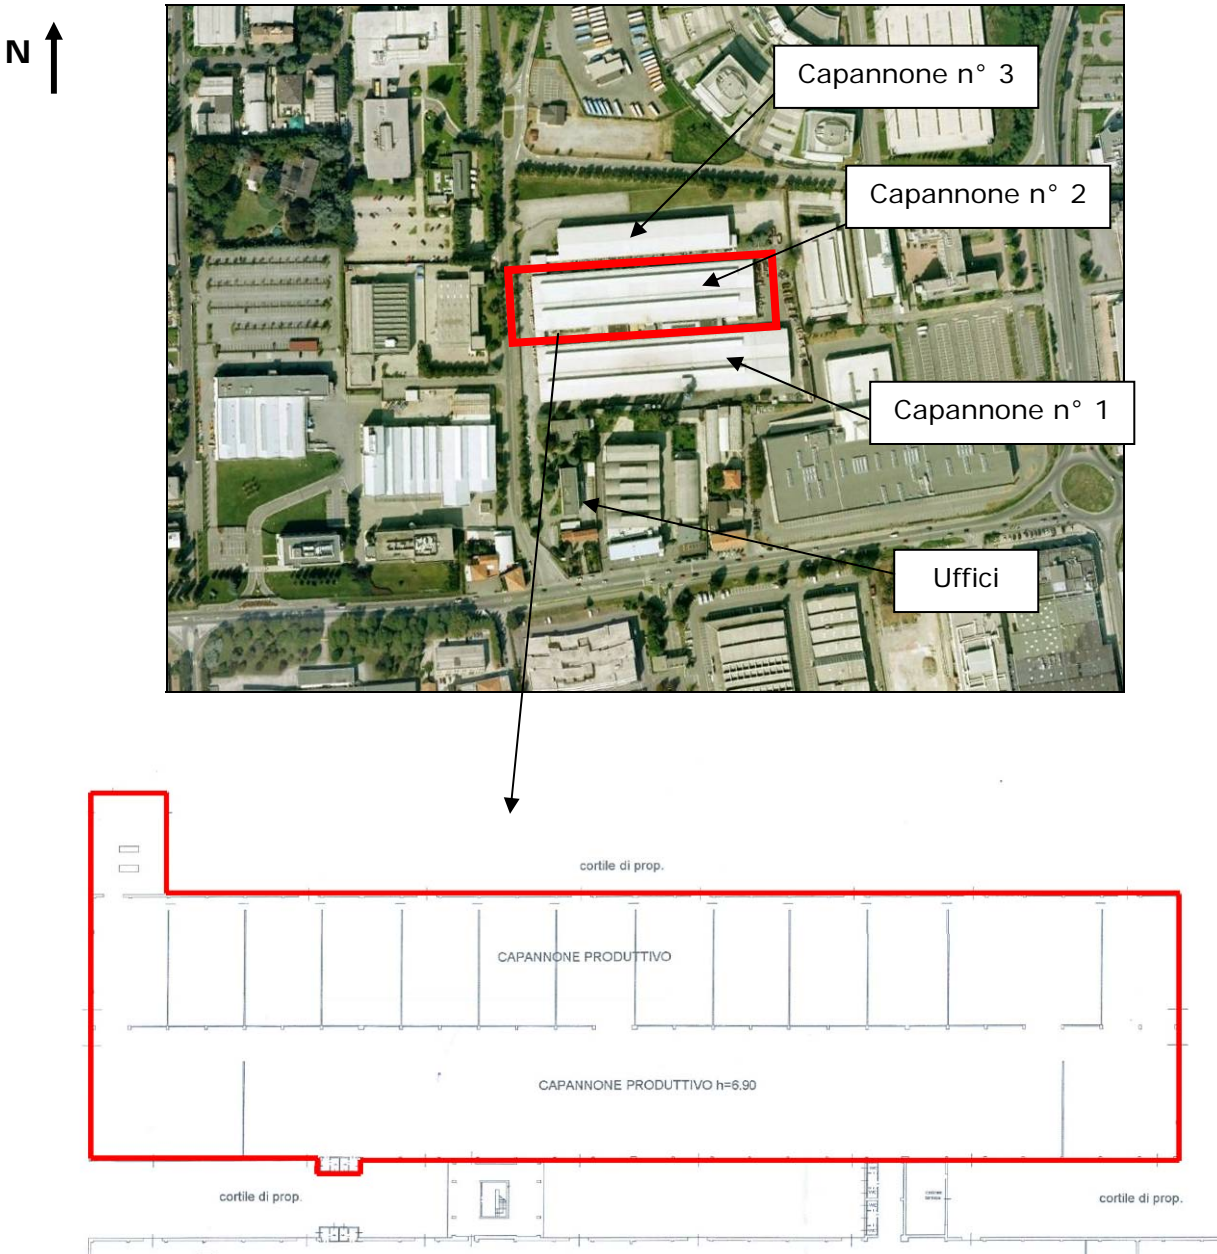 N
Capannone n° 3
Capannone n° 2
Capannone n° 1
Uffici
cortile di prop.
CAPANNONE PRODUTTIVO
CAPANNONE PRODUTTIVO h=6.90
cortile di prop.
cortile di prop.